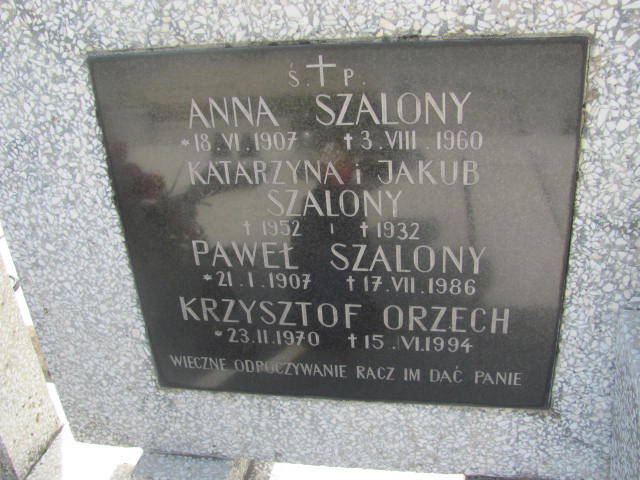 Ś. ✝ P.
ANNA SZALONY
*18.VI.1907 ✝3.VIII.1960
KATARZYNA i JAKUB
SZALONY
✝1952 i ✝1932
PAWEŁ SZALONY
*21.I.1907 ✝17.VII.1986
KRZYSZTOF ORZECH
*23.II.1970 ✝15.VI.1994
WIECZNE ODPOCZYWANIE RACZ IM DAĆ PANIE